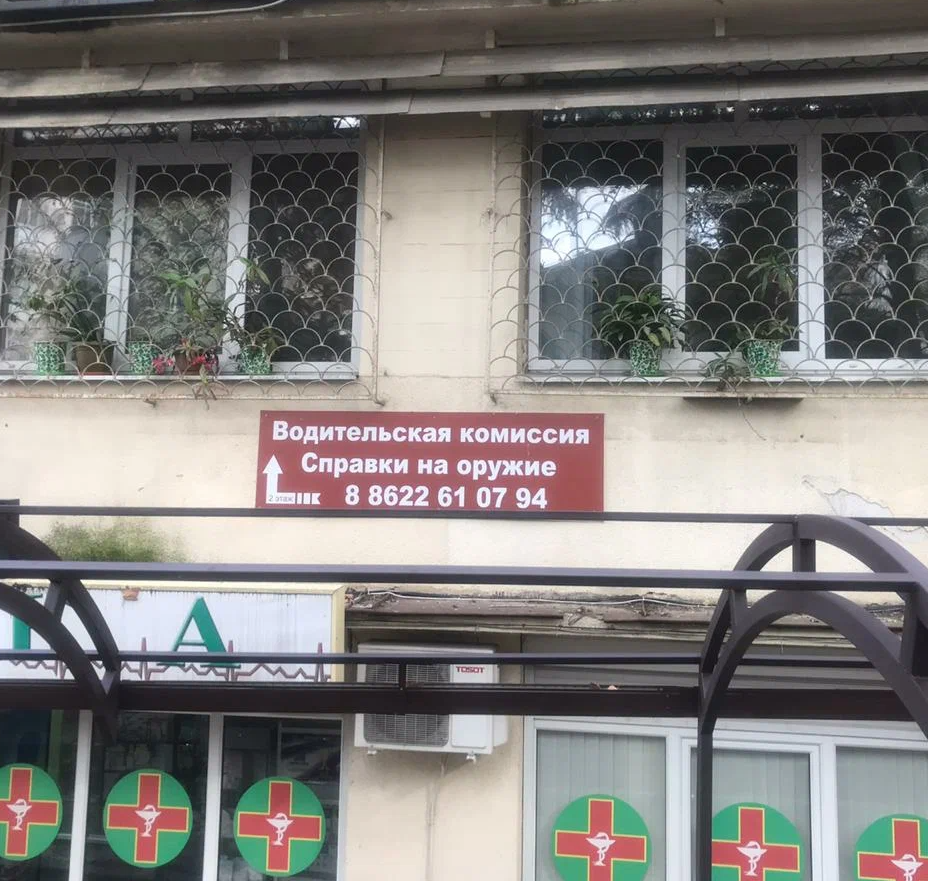 Водительская комиссия
Справки на оружие
2 этаж
8 8622 61 07 94
А
TOSOT